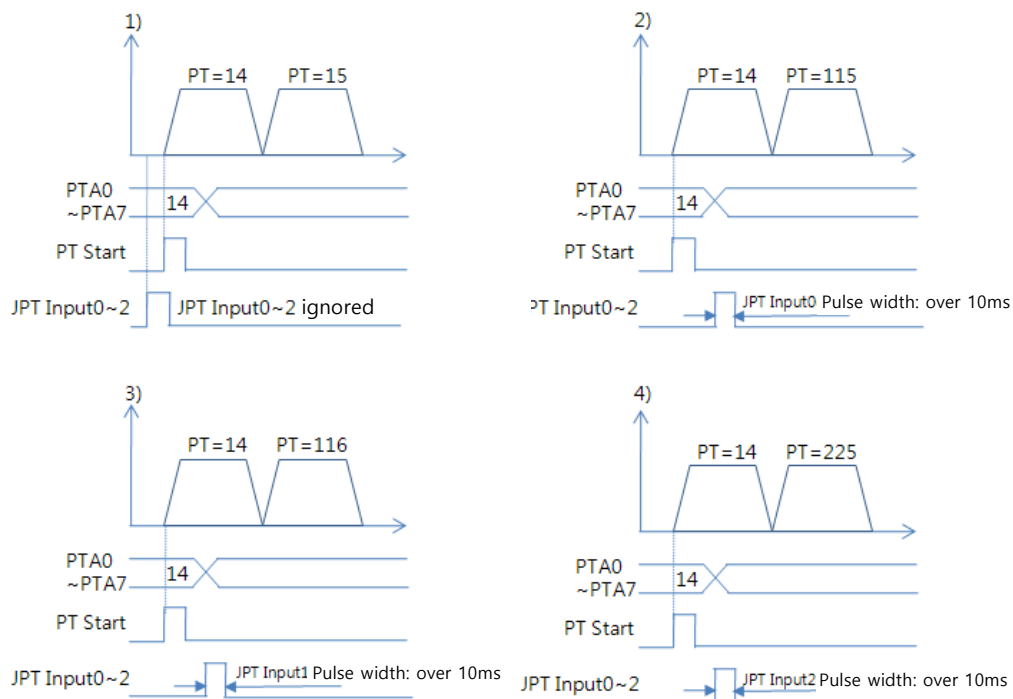 1)
PT=14 PT=15
PTA0
~PTA7
14
PT Start
JPT Input0~2
JPT Input0~2 ignored
2)
PT=14 PT=115
PTA0
~PTA7
14
PT Start
PT Input0~2
JPT Input0 Pulse width: over 10ms
3)
PT=14 PT=116
PTA0
~PTA7
14
PT Start
JPT Input0~2
JPT Input1 Pulse width: over 10ms
4)
PT=14 PT=225
PTA0
~PTA7
14
PT Start
JPT Input0~2
JPT Input2 Pulse width: over 10ms